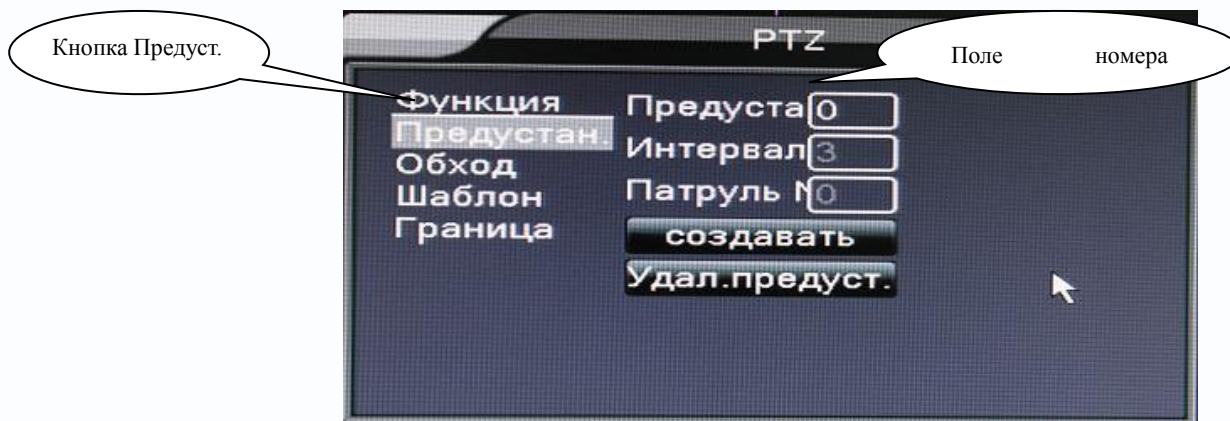 Кнопка Предуст.
PTZ
Поле номера
Функция
Предустан.
Обход
Шаблон
Граница
Предуста 0
Интервал 3
Патруль N 0
создавать
Удал.предуст.